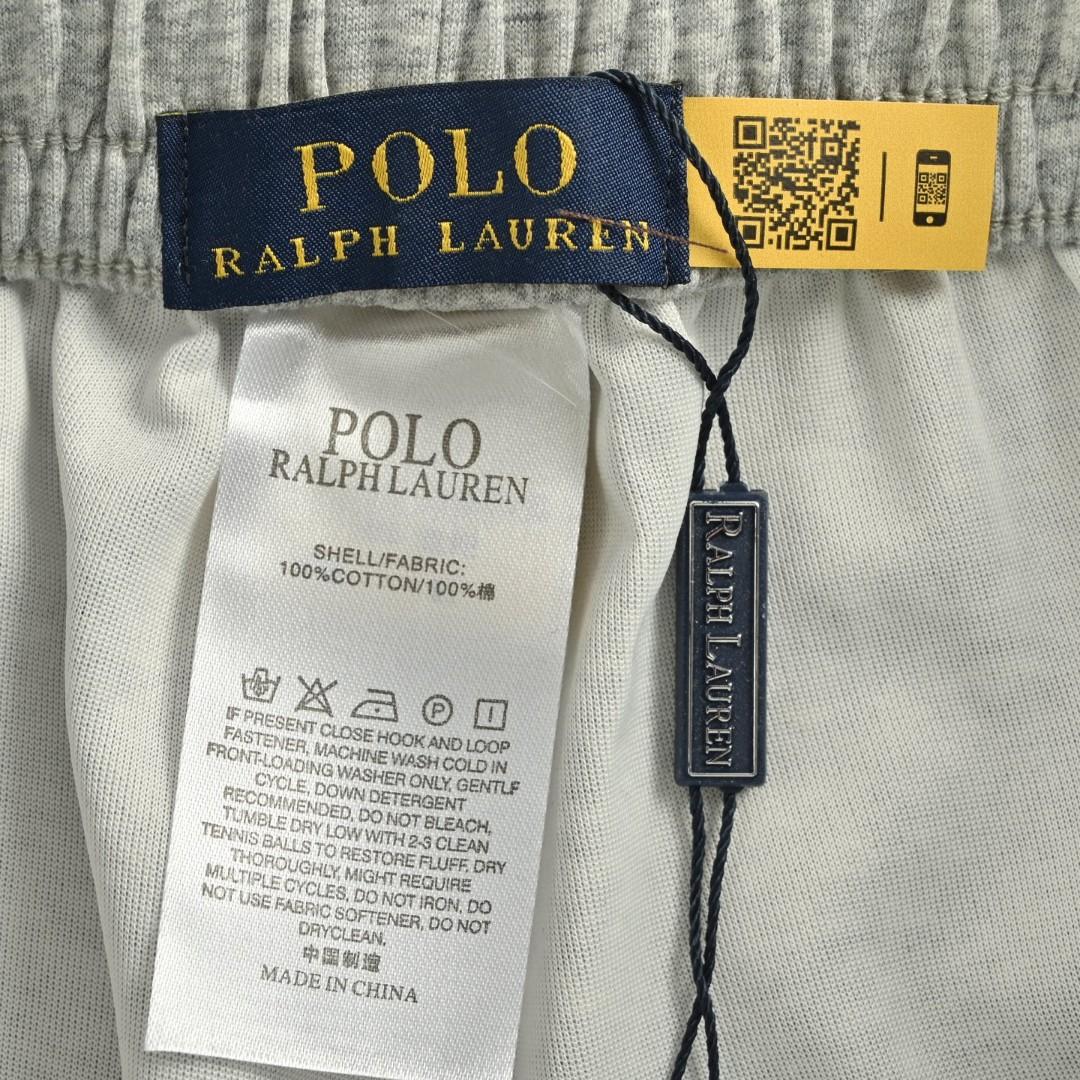 POLO
RALPH LAUREN
POLO
RALPH LAUREN
SHELL/FABRIC:
100%COTTON/100%棉
IF PRESENT CLOSE HOOK AND LOOP
FASTENER, MACHINE WASH COLD IN
FRONT-LOADING WASHER ONLY, GENTLE
CYCLE, DOWN DETERGENT
RECOMMENDED, DO NOT BLEACH,
TUMBLE DRY LOW WITH 2-3 CLEAN
TENNIS BALLS TO RESTORE FLUFF, DRY
THOROUGHLY, MIGHT REQUIRE
MULTIPLE CYCLES, DO NOT IRON, DO
NOT USE FABRIC SOFTENER, DO NOT
DRYCLEAN.
中国制造
MADE IN CHINA
RALPH LAUREN